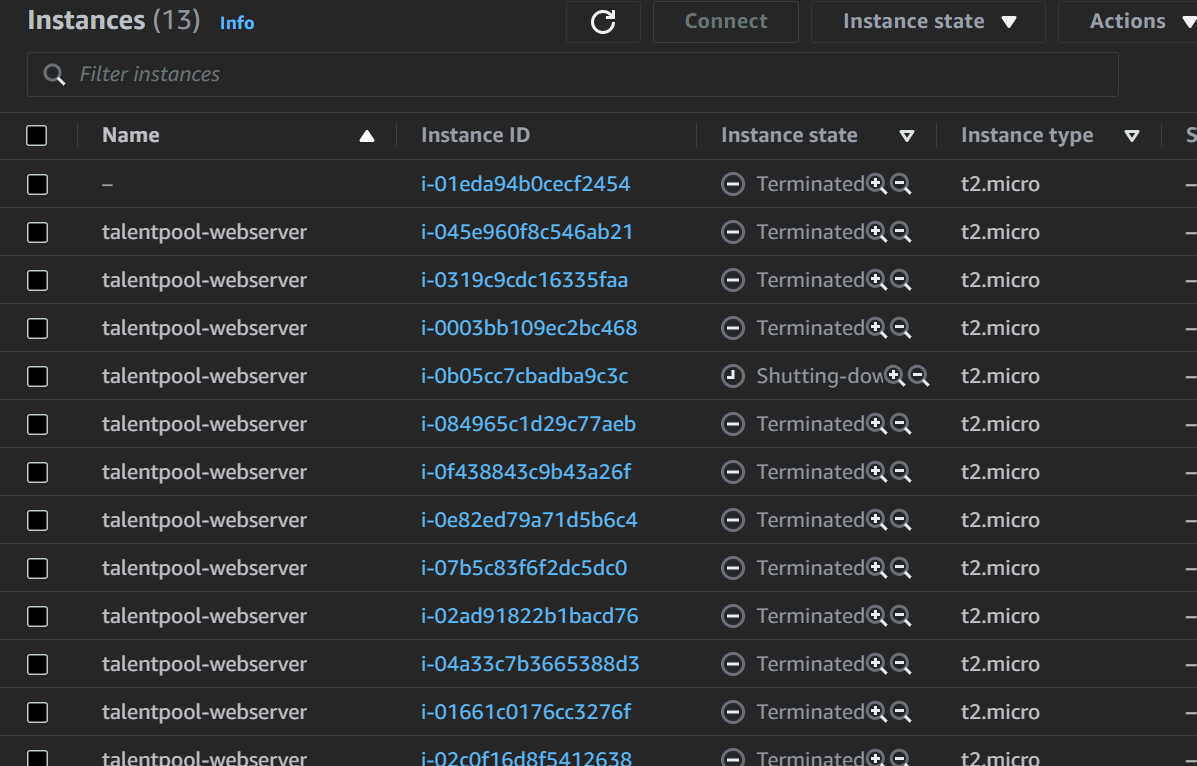 Instances (13) Info Connect Instance state Actions
Filter instances
Name Instance ID Instance state Instance type S
– i-01eda94b0cecf2454 Terminated t2.micro –
talentpool-webserver i-045e960f8c546ab21 Terminated t2.micro –
talentpool-webserver i-0319c9cdc16335faa Terminated t2.micro –
talentpool-webserver i-0003bb109ec2bc468 Terminated t2.micro –
talentpool-webserver i-0b05cc7cbadba9c3c Shutting-dow t2.micro –
talentpool-webserver i-084965c1d29c77aeb Terminated t2.micro –
talentpool-webserver i-0f438843c9b43a26f Terminated t2.micro –
talentpool-webserver i-0e82ed79a71d5b6c4 Terminated t2.micro –
talentpool-webserver i-07b5c83f6f2dc5dc0 Terminated t2.micro –
talentpool-webserver i-02ad91822b1bacd76 Terminated t2.micro –
talentpool-webserver i-04a33c7b3665388d3 Terminated t2.micro –
talentpool-webserver i-01661c0176cc3276f Terminated t2.micro –
talentpool-webserver i-02c0f16d8f5412638 Terminated t2.micro –